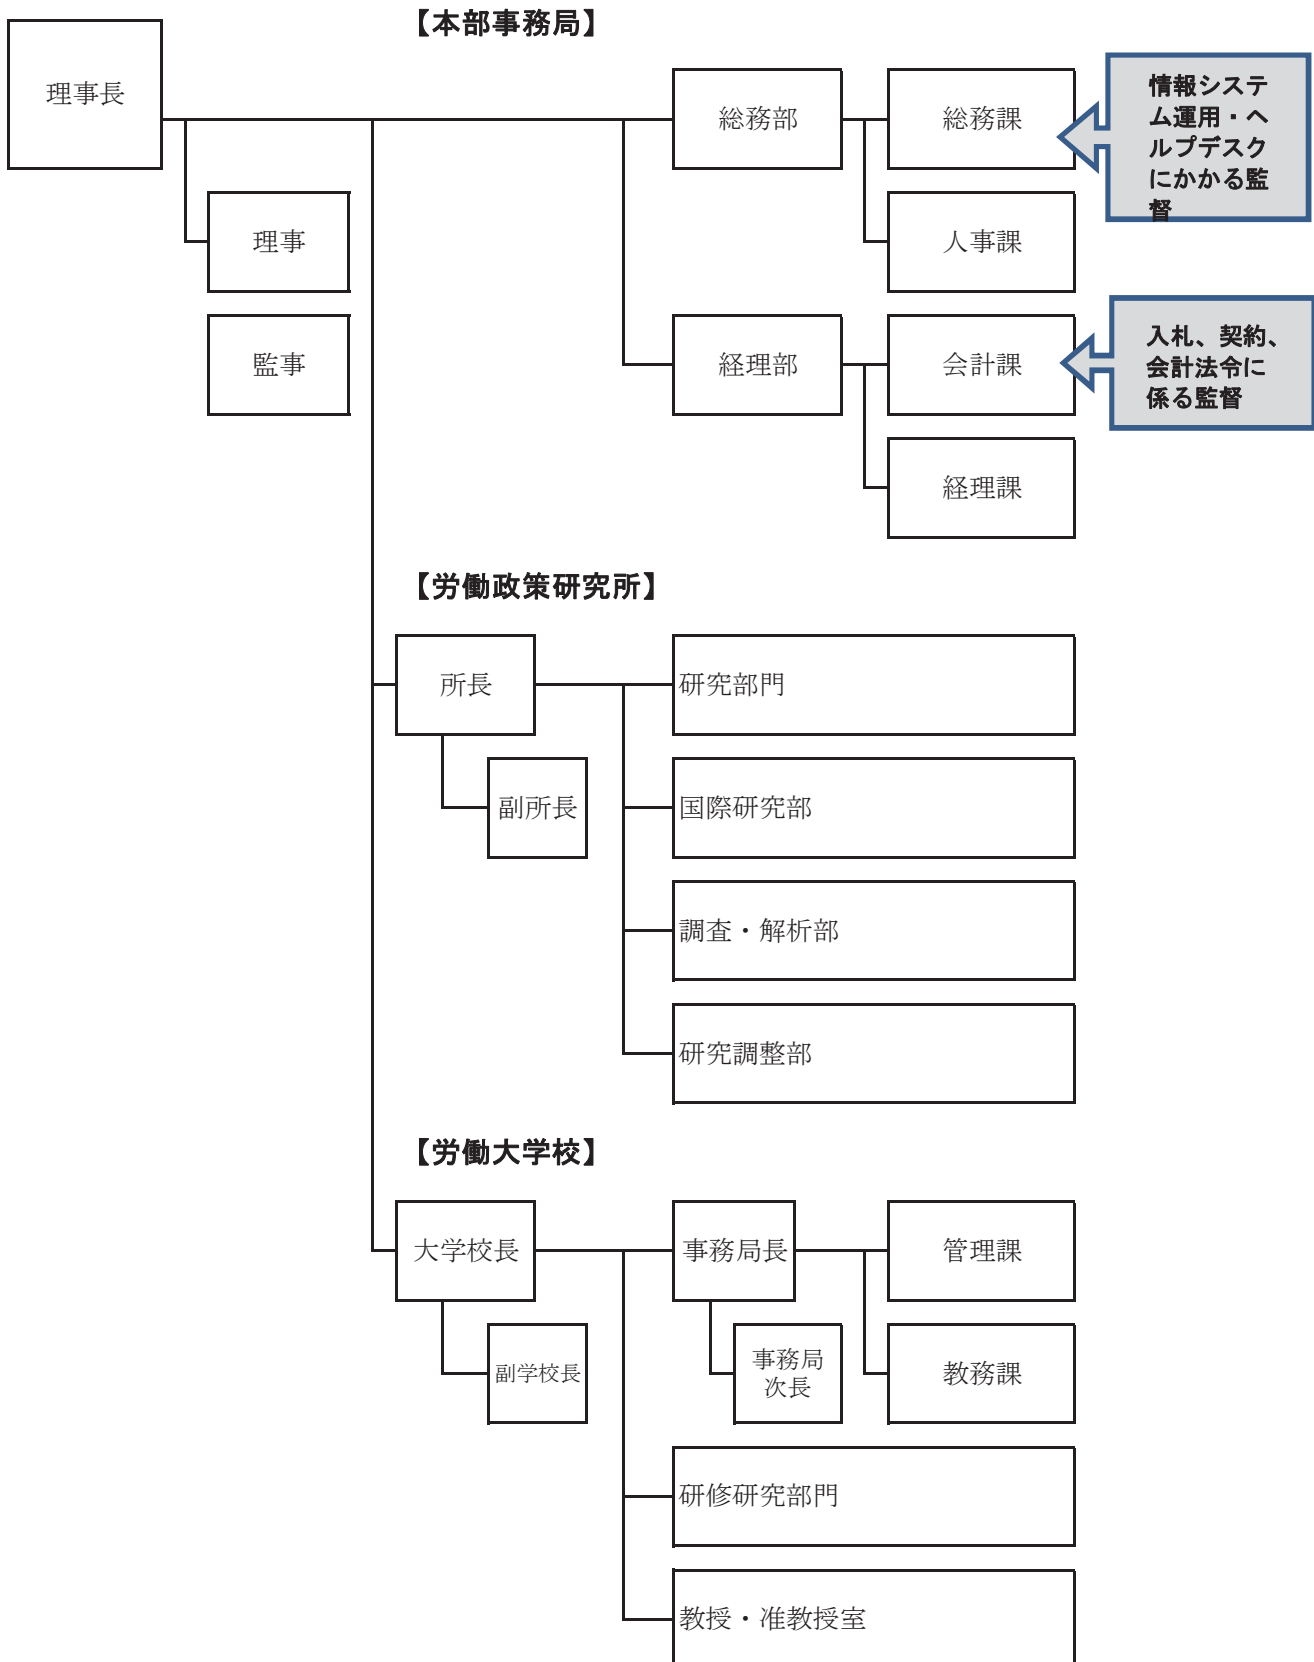 【本部事務局】
理事長
総務部
総務課
情報システ
ム運用・ヘ
ルプデスク
にかかる監
督
理事
人事課
監事
経理部
会計課
入札、契約、
会計法令に
係る監督
経理課
【労働政策研究所】
所長
研究部門
副所長
国際研究部
調査・解析部
研究調整部
【労働大学校】
大学校長
事務局長
管理課
副学校長
事務局
次長
教務課
研修研究部門
教授・准教授室